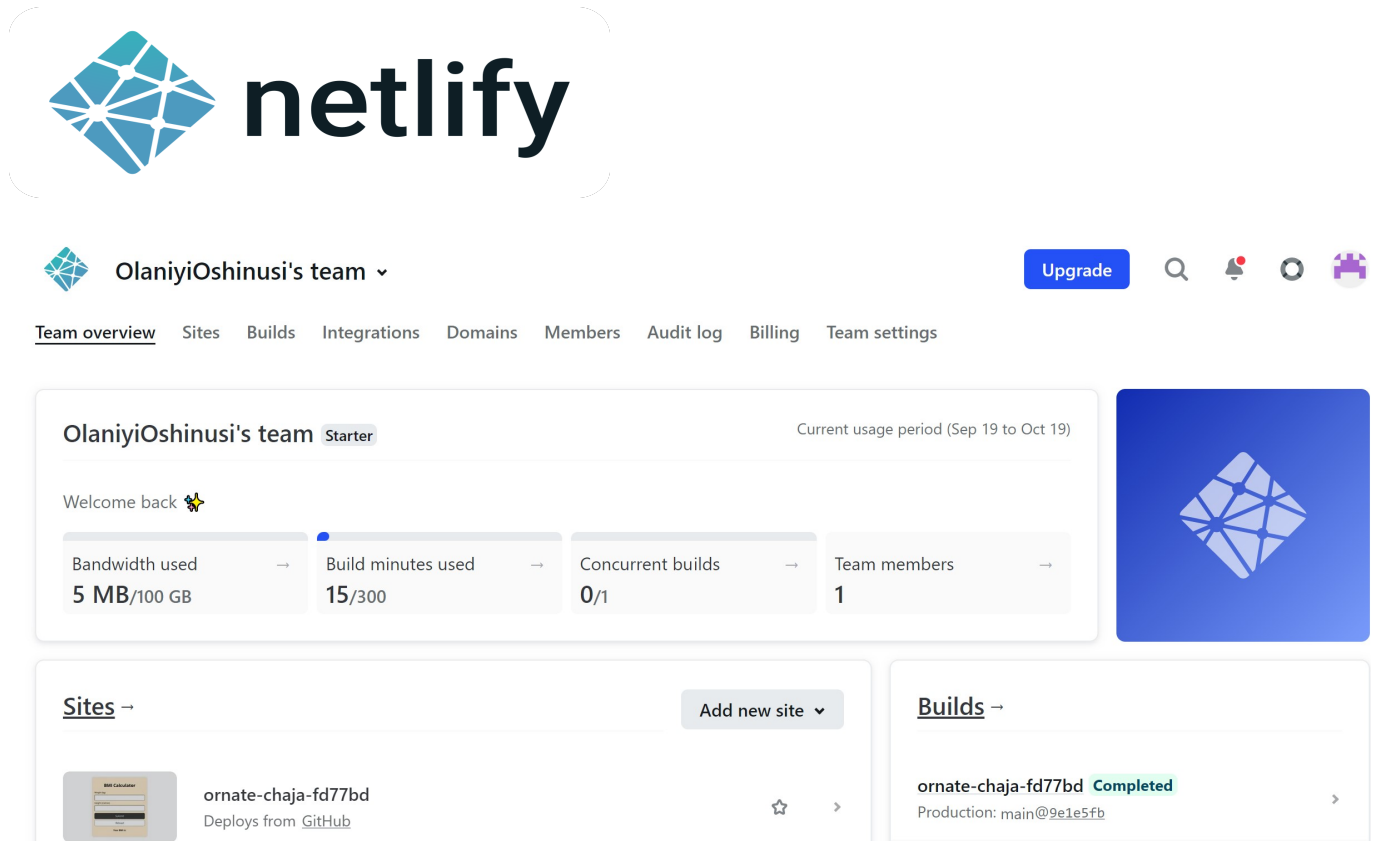 netlify
OlaniyiOshinusi's team
Upgrade
Team overview Sites Builds Integrations Domains Members Audit log Billing Team settings
OlaniyiOshinusi's team Starter
Current usage period (Sep 19 to Oct 19)
Welcome back ✨
Bandwidth used →
5 MB/100 GB
Build minutes used →
15/300
Concurrent builds →
0/1
Team members →
1
Sites →
Add new site
BMI Calculator
ornate-chaja-fd77bd
Deploys from GitHub
Builds →
ornate-chaja-fd77bd Completed
Production: main@9e1e5fb